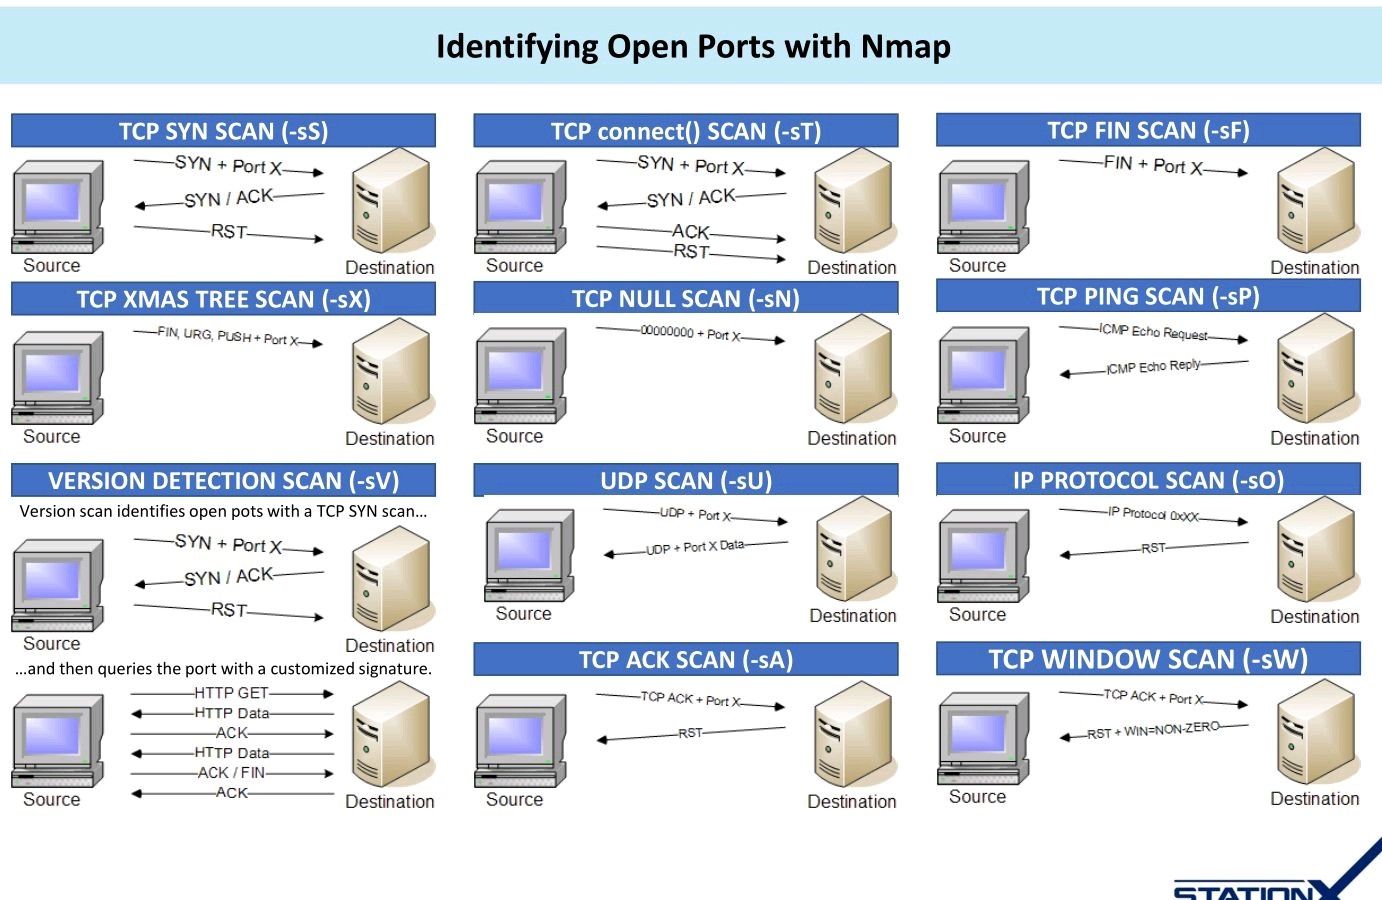 Identifying Open Ports with Nmap
TCP SYN SCAN (-sS)
SYN + Port X
SYN / ACK
RST
Source
Destination
TCP connect() SCAN (-sT)
SYN + Port X
SYN / ACK
ACK
RST
Source
Destination
TCP FIN SCAN (-sF)
FIN + Port X
Source
Destination
TCP XMAS TREE SCAN (-sX)
FIN, URG, PUSH + Port X
Source
Destination
TCP NULL SCAN (-sN)
00000000 + Port X
Source
Destination
TCP PING SCAN (-sP)
ICMP Echo Request
ICMP Echo Reply
Source
Destination
VERSION DETECTION SCAN (-sV)
Version scan identifies open pots with a TCP SYN scan...
SYN + Port X
SYN / ACK
RST
Source
Destination
...and then queries the port with a customized signature.
HTTP GET
HTTP Data
ACK
HTTP Data
ACK / FIN
ACK
Source
Destination
UDP SCAN (-sU)
UDP + Port X
UDP + Port X Data
Source
Destination
IP PROTOCOL SCAN (-sO)
IP Protocol 0xXX
RST
Source
Destination
TCP ACK SCAN (-sA)
TCP ACK + Port X
RST
Source
Destination
TCP WINDOW SCAN (-sW)
TCP ACK + Port X
RST + WIN=NON-ZERO
Source
Destination
STATIONX